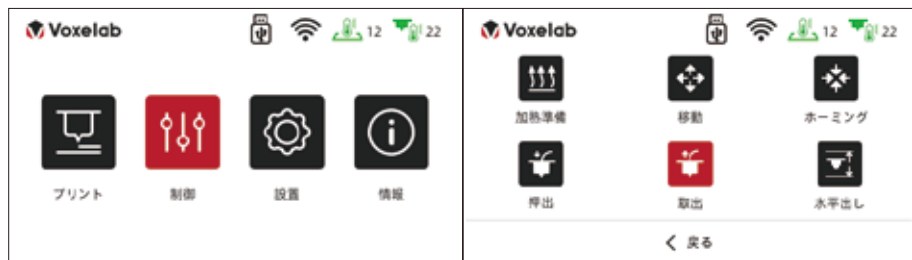 Voxelab 12 22
プリント 制御 設置 情報
Voxelab 12 22
加熱準備 移動 ホーミング
押出 取出 水平出し
く 戻る